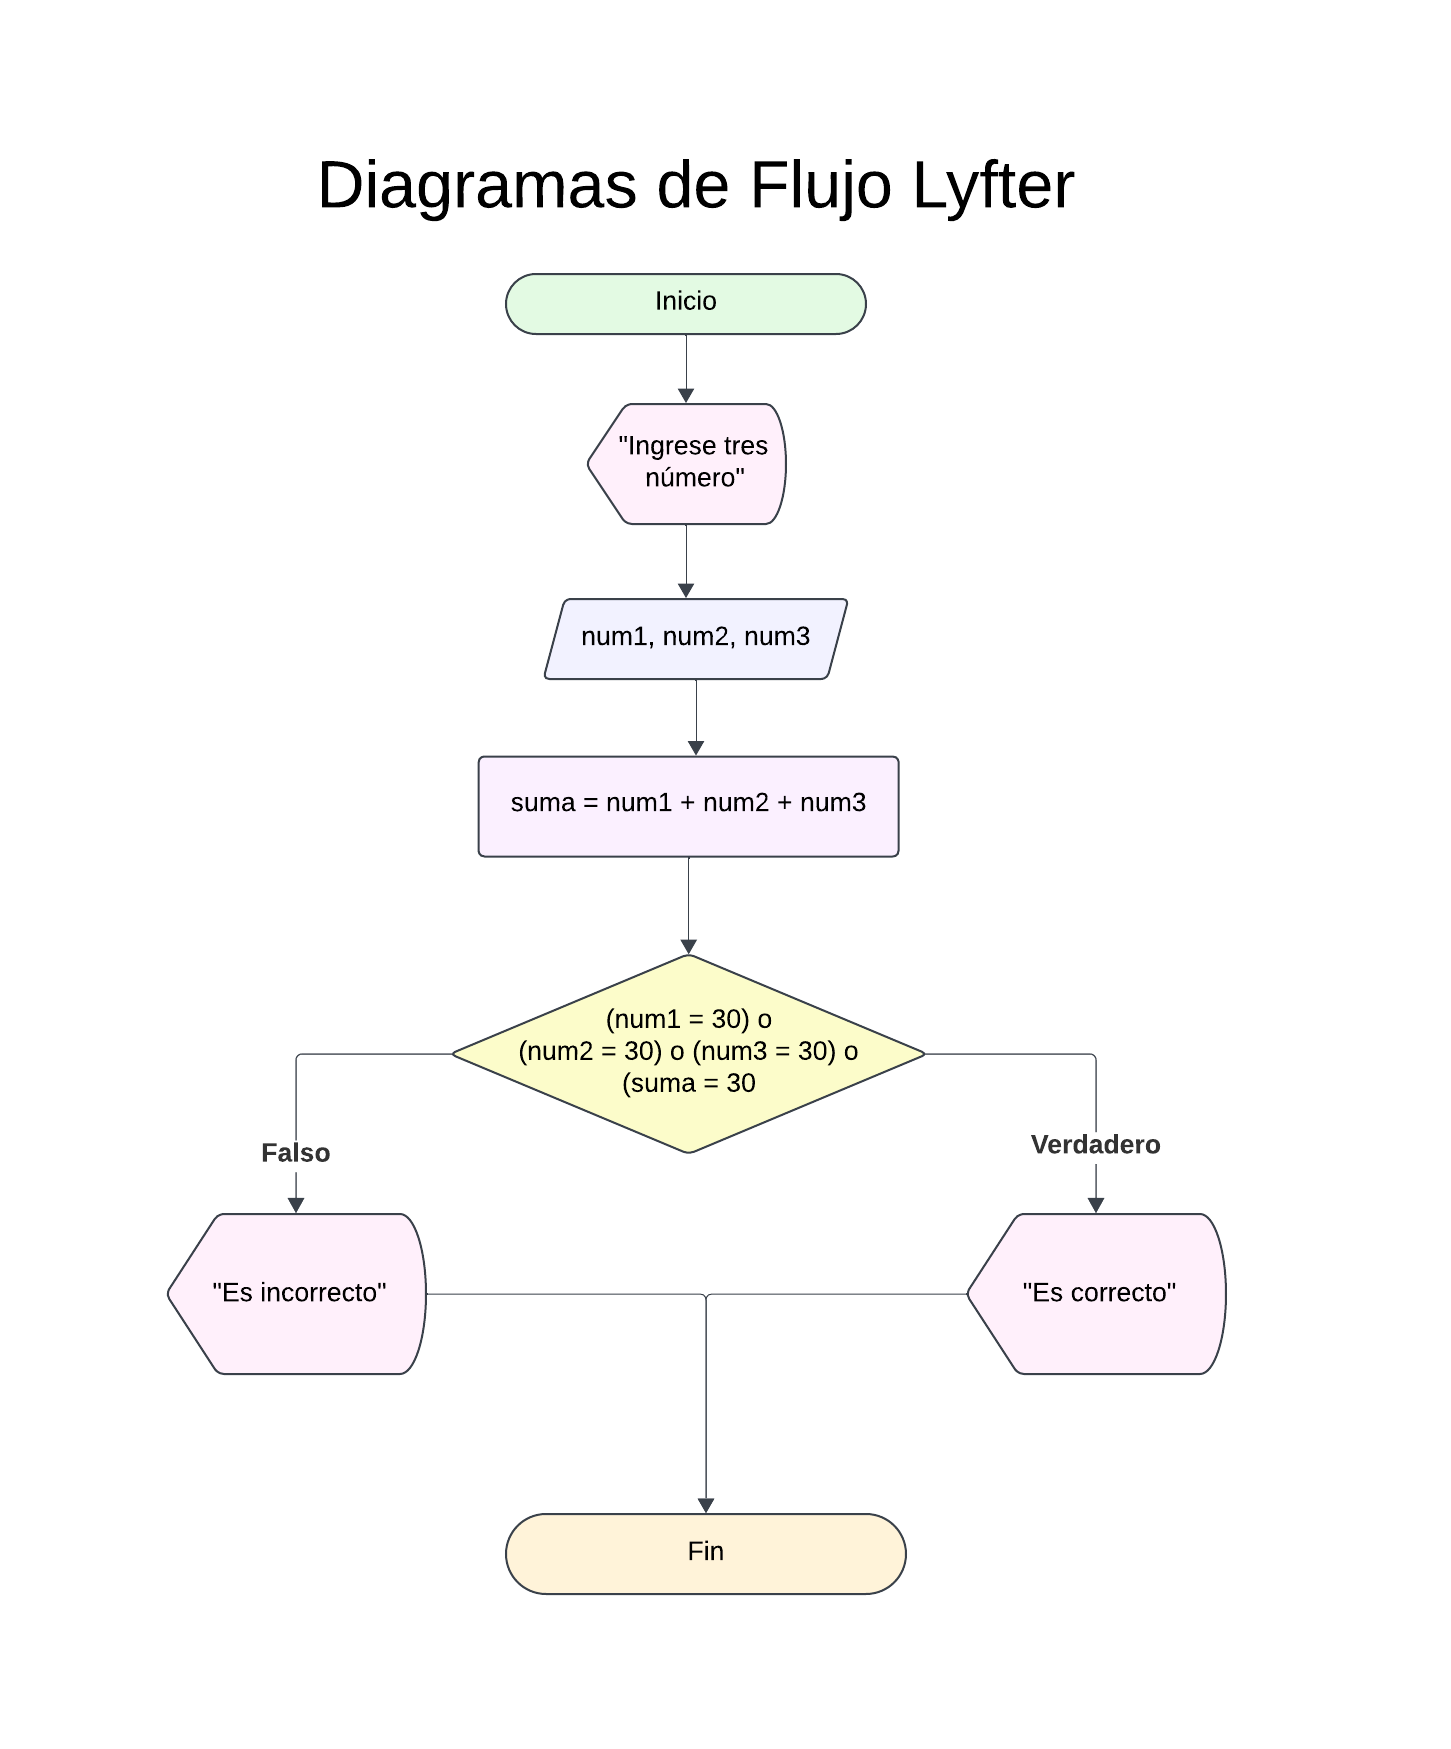 Diagramas de Flujo Lyfter
Inicio
"Ingrese tres
número"
num1, num2, num3
suma = num1 + num2 + num3
(num1 = 30) o
(num2 = 30) o (num3 = 30) o
(suma = 30
Falso
Verdadero
"Es incorrecto"
"Es correcto"
Fin